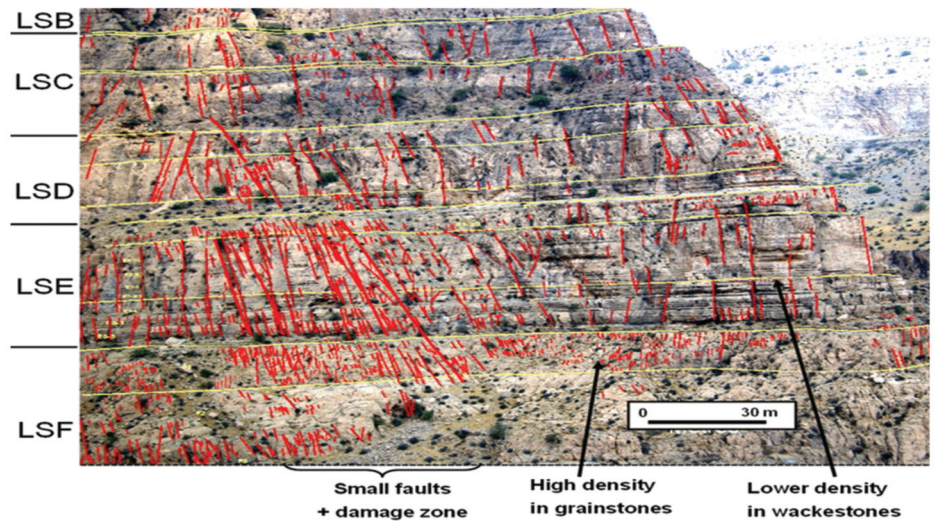 LSB
LSC
LSD
LSE
LSF
0 30 m
Small faults
+ damage zone
High density
in grainstones
Lower density
in wackestones